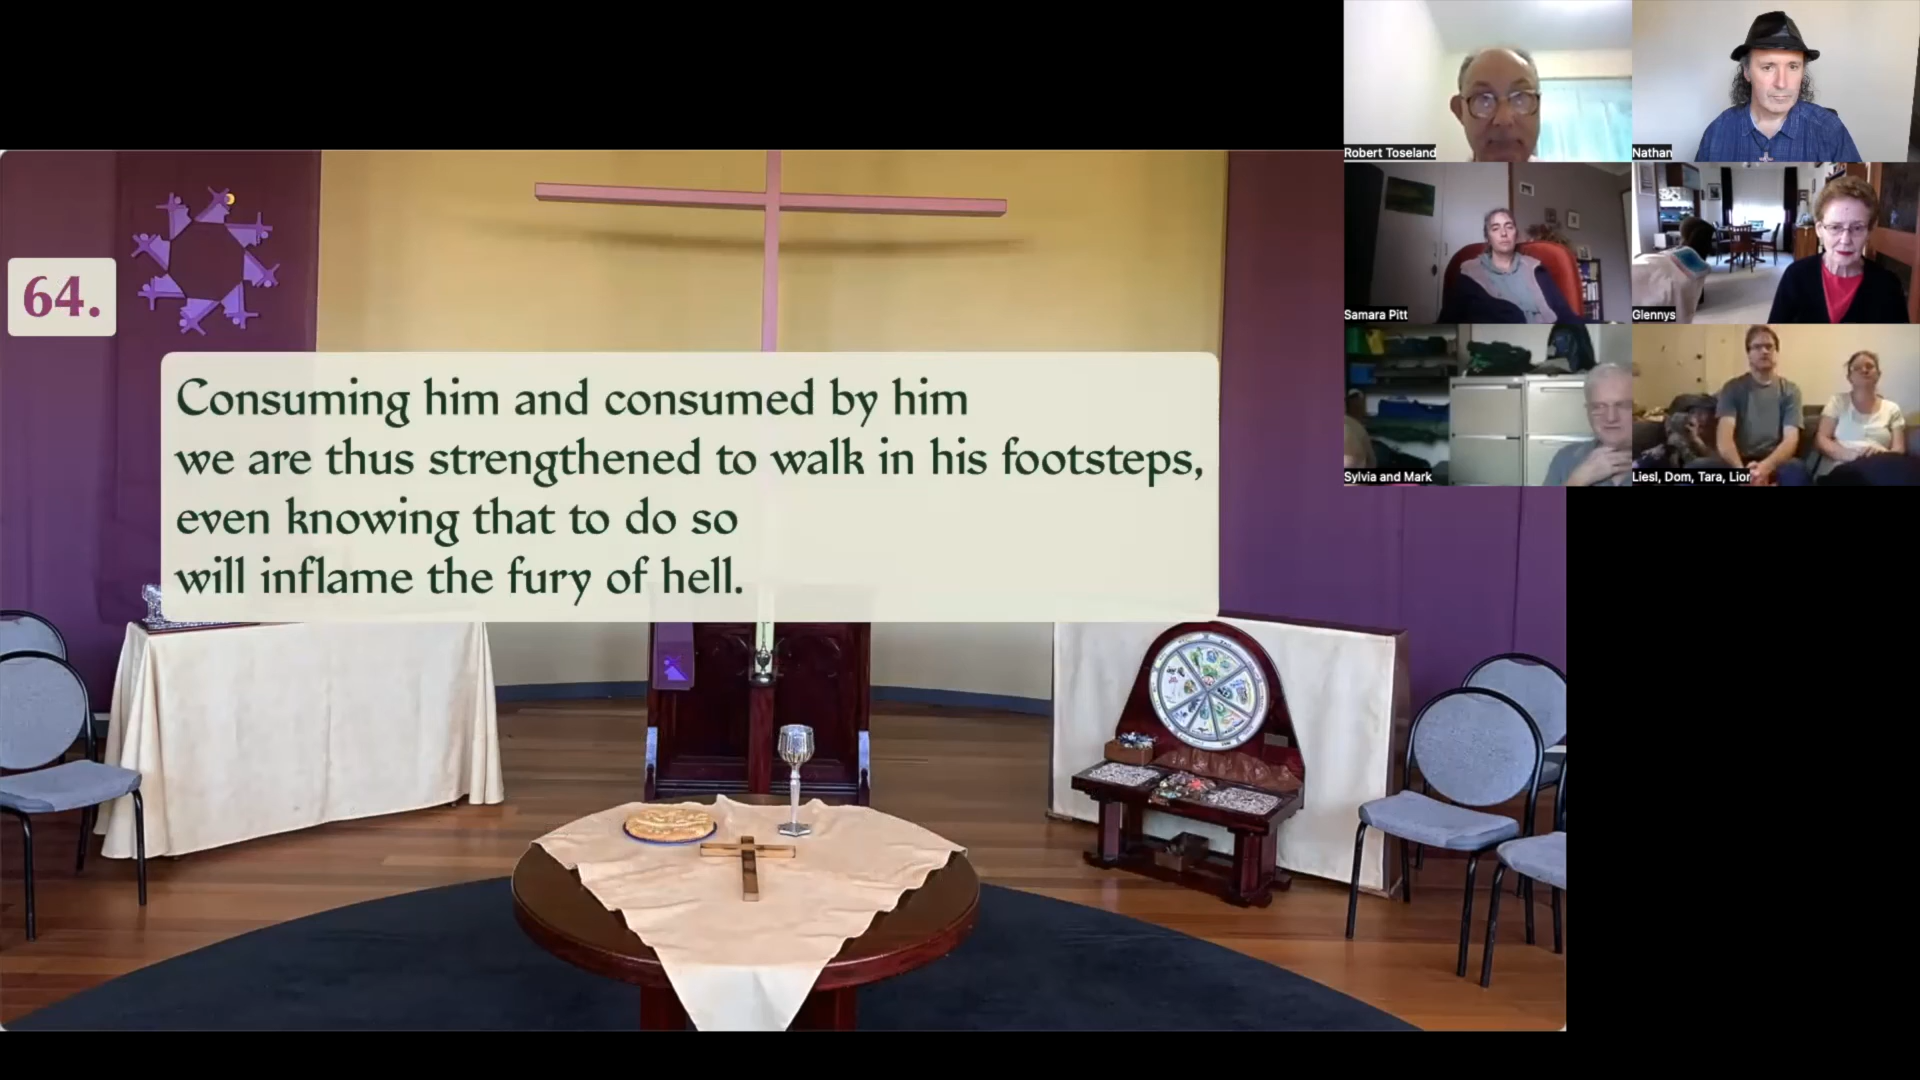 64.
Consuming him and consumed by him
we are thus strengthened to walk in his footsteps,
even knowing that to do so
will inflame the fury of hell.
Robert Toseland
Nathan
Samara Pitt
Glennys
Sylvia and Mark
Liesl, Dom, Tara, Lior